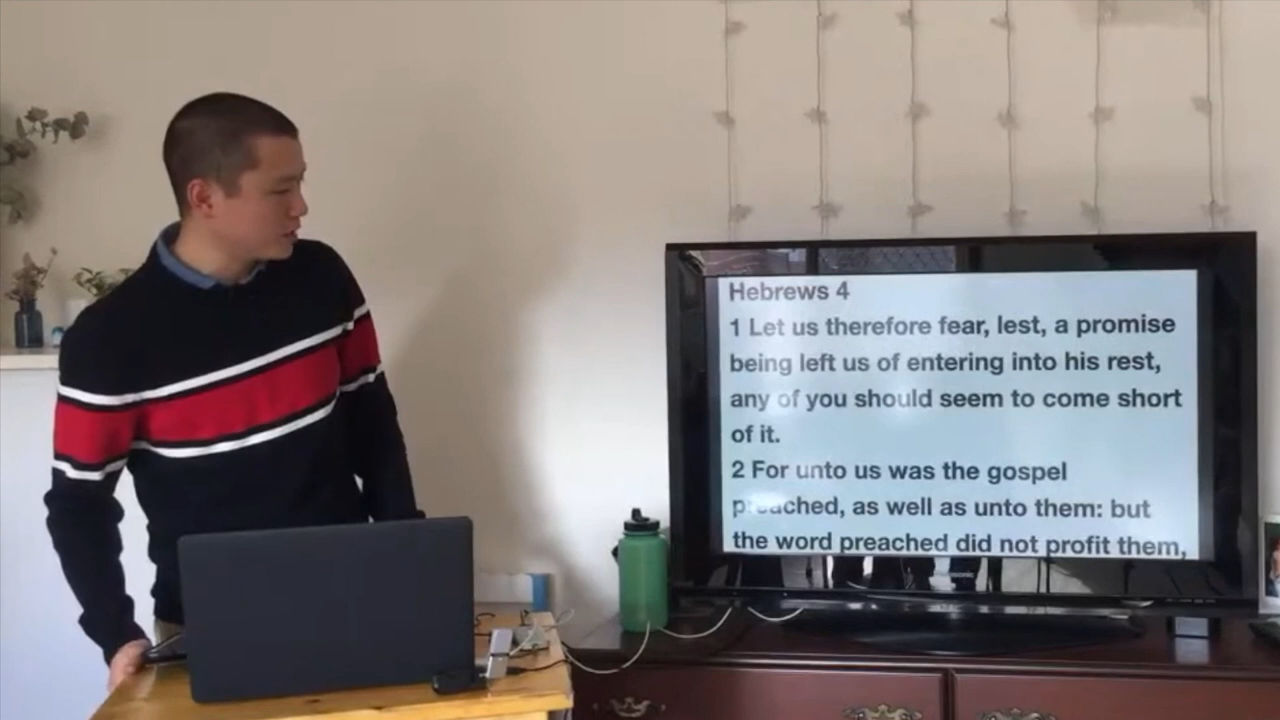 Hebrews 4
1 Let us therefore fear, lest, a promise
being left us of entering into his rest,
any of you should seem to come short
of it.
2 For unto us was the gospel
preached, as well as unto them: but
the word preached did not profit them,
Panasonic